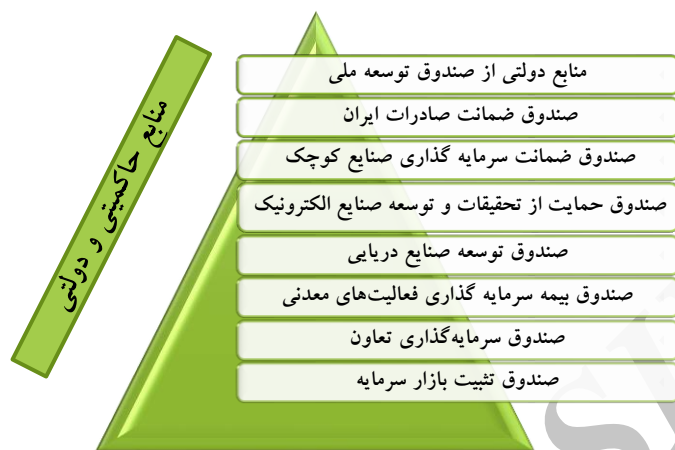 منابع حاکمیتی و دولتی
منابع دولتی از صندوق توسعه ملی
صندوق ضمانت صادرات ایران
صندوق ضمانت سرمایه گذاری صنایع کوچک
صندوق حمایت از تحقیقات و توسعه صنایع الکترونیک
صندوق توسعه صنایع دریایی
صندوق بیمه سرمایه گذاری فعالیت‌های معدنی
صندوق سرمایه‌گذاری تعاون
صندوق تثبیت بازار سرمایه